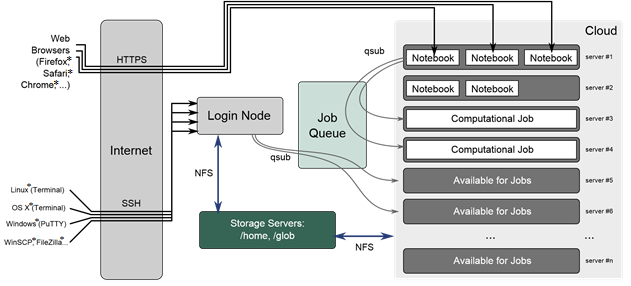 Web
Browsers
(Firefox,*
Safari,*
Chrome,* ...)
HTTPS
Internet
SSH
Linux*(Terminal)
OS X*(Terminal)
Windows*(PuTTY)
WinSCP,*FileZilla*...
Login Node
NFS
qsub
Storage Servers:
/home, /glob
NFS
Job
Queue
qsub
Cloud
Notebook Notebook Notebook server #1
Notebook Notebook server #2
Computational Job server #3
Computational Job server #4
Available for Jobs server #5
Available for Jobs server #6
... ...
Available for Jobs server #n